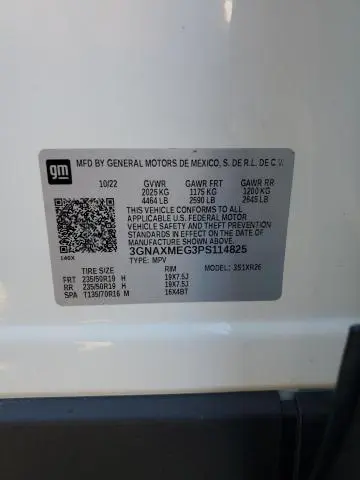 gm
MFD BY GENERAL MOTORS DE MEXICO, S. DE R.L. DE C.V.
10/22 GVWR GAWR FRT GAWR RR
2025 KG 1175 KG 1200 KG
4464 LB 2590 LB 2645 LB
THIS VEHICLE CONFORMS TO ALL
APPLICABLE U.S. FEDERAL MOTOR
VEHICLE SAFETY AND THEFT PREVENTION
STANDARDS IN EFFECT ON THE DATE OF
MANUFACTURE SHOWN ABOVE.
3GNAXMEG3PS114825
TYPE: MPV
MODEL: 3S1XR26
TIRE SIZE RIM
FRT 235/50R19 H 19X7.5J
RR 235/50R19 H 19X7.5J
SPA T135/70R16 M 16X4BT